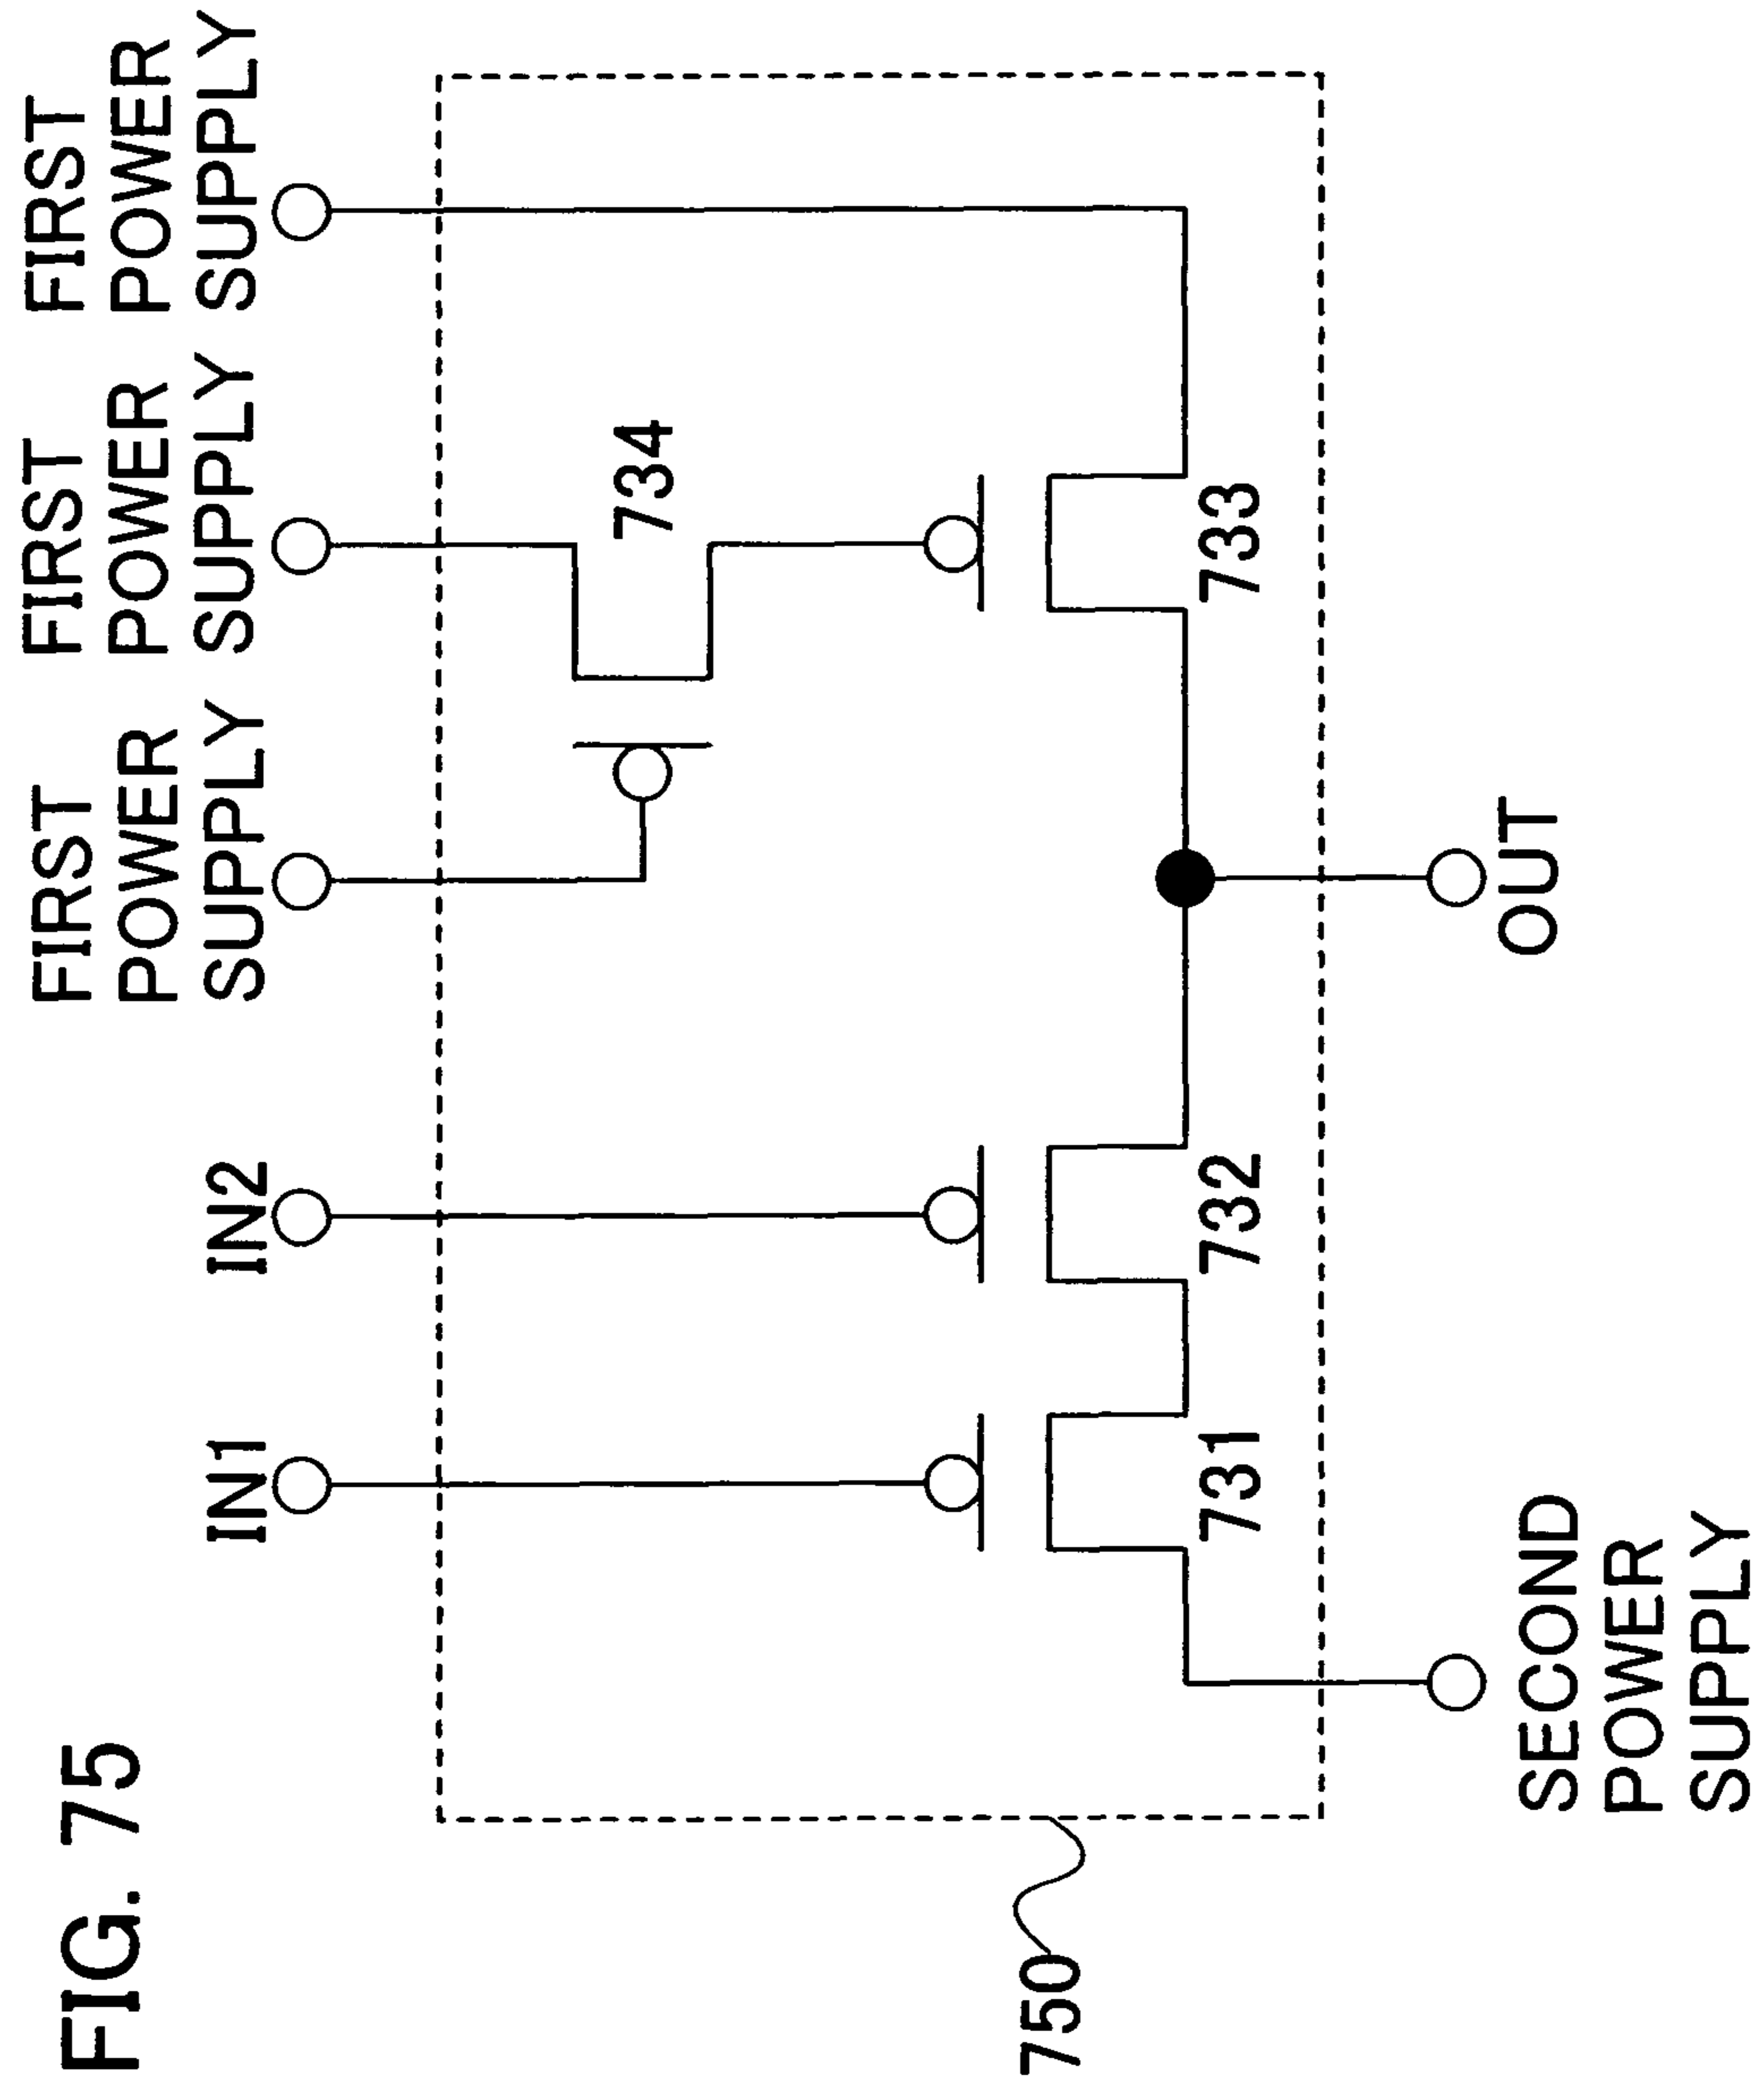 FIG. 75
IN1
IN2
FIRST
POWER
SUPPLY
FIRST
POWER
SUPPLY
FIRST
POWER
SUPPLY
734
750
731
732
733
SECOND
POWER
SUPPLY
OUT